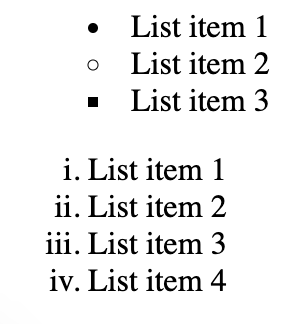 • List item 1
○ List item 2
▪ List item 3
i. List item 1
ii. List item 2
iii. List item 3
iv. List item 4